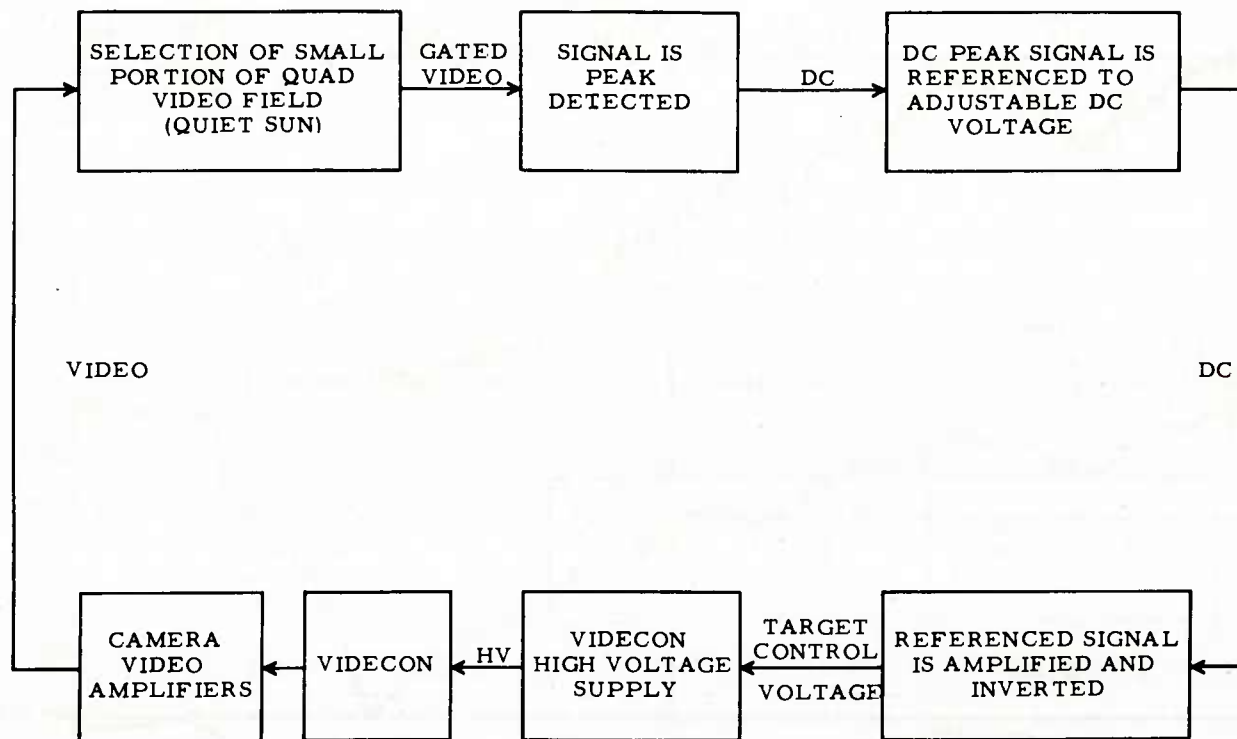 SELECTION OF SMALL
PORTION OF QUAD
VIDEO FIELD
(QUIET SUN)
GATED
VIDEO
SIGNAL IS
PEAK
DETECTED
DC
DC PEAK SIGNAL IS
REFERENCED TO
ADJUSTABLE DC
VOLTAGE
VIDEO
DC
CAMERA
VIDEO
AMPLIFIERS
VIDECON
HV
VIDECON
HIGH VOLTAGE
SUPPLY
TARGET
CONTROL
VOLTAGE
REFERENCED SIGNAL
IS AMPLIFIED AND
INVERTED